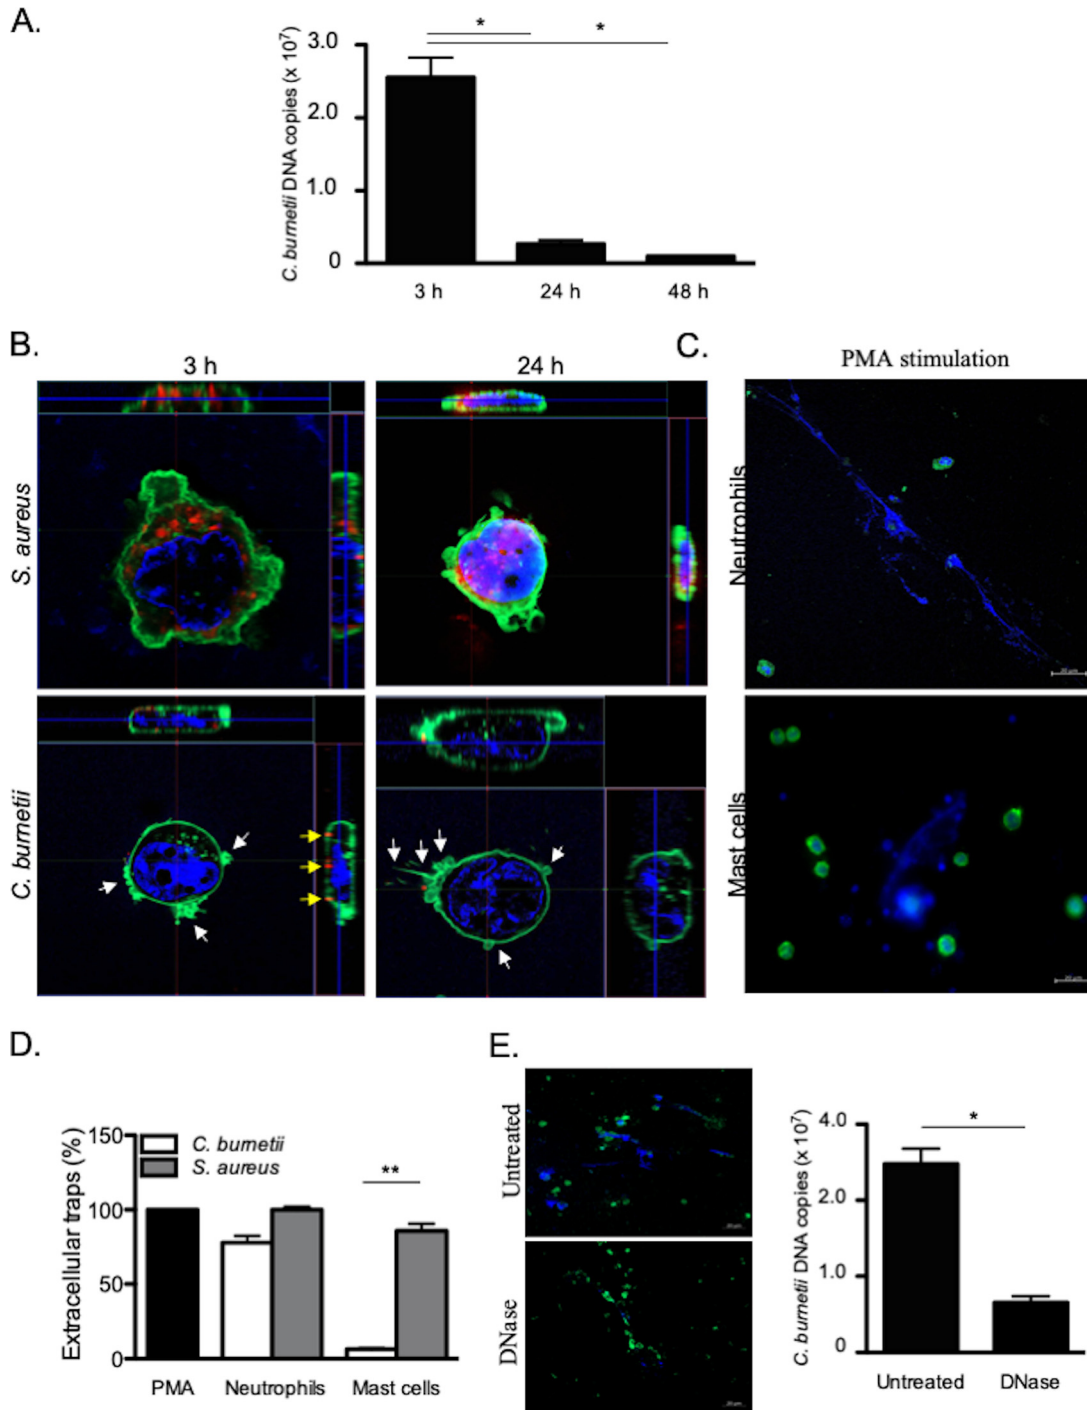 A.
* *
C. burnetii DNA copies (x 10⁷)
3.0
2.0
1.0
0
3 h 24 h 48 h
B.
3 h 24 h
S. aureus
C. burnetii
C.
PMA stimulation
Neutrophils
Mast cells
D.
Extracellular traps (%)
150
100
50
0
C. burnetii
S. aureus
**
PMA Neutrophils Mast cells
E.
Untreated
DNase
C. burnetii DNA copies (x 10⁷)
4.0
2.0
1.0
0
*
Untreated DNase